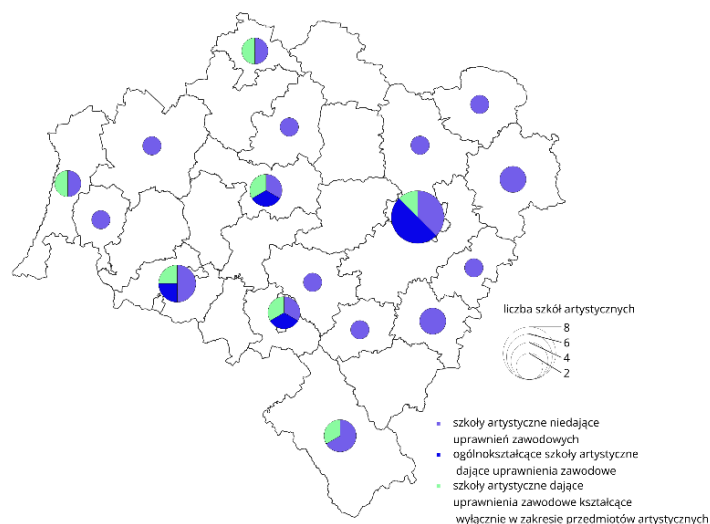 liczba szkół artystycznych
8
6
4
2
szkoły artystyczne niedające
uprawnień zawodowych
ogólnokształcące szkoły artystyczne
dające uprawnienia zawodowe
szkoły artystyczne dające
uprawnienia zawodowe kształcące
wyłącznie w zakresie przedmiotów artystycznych